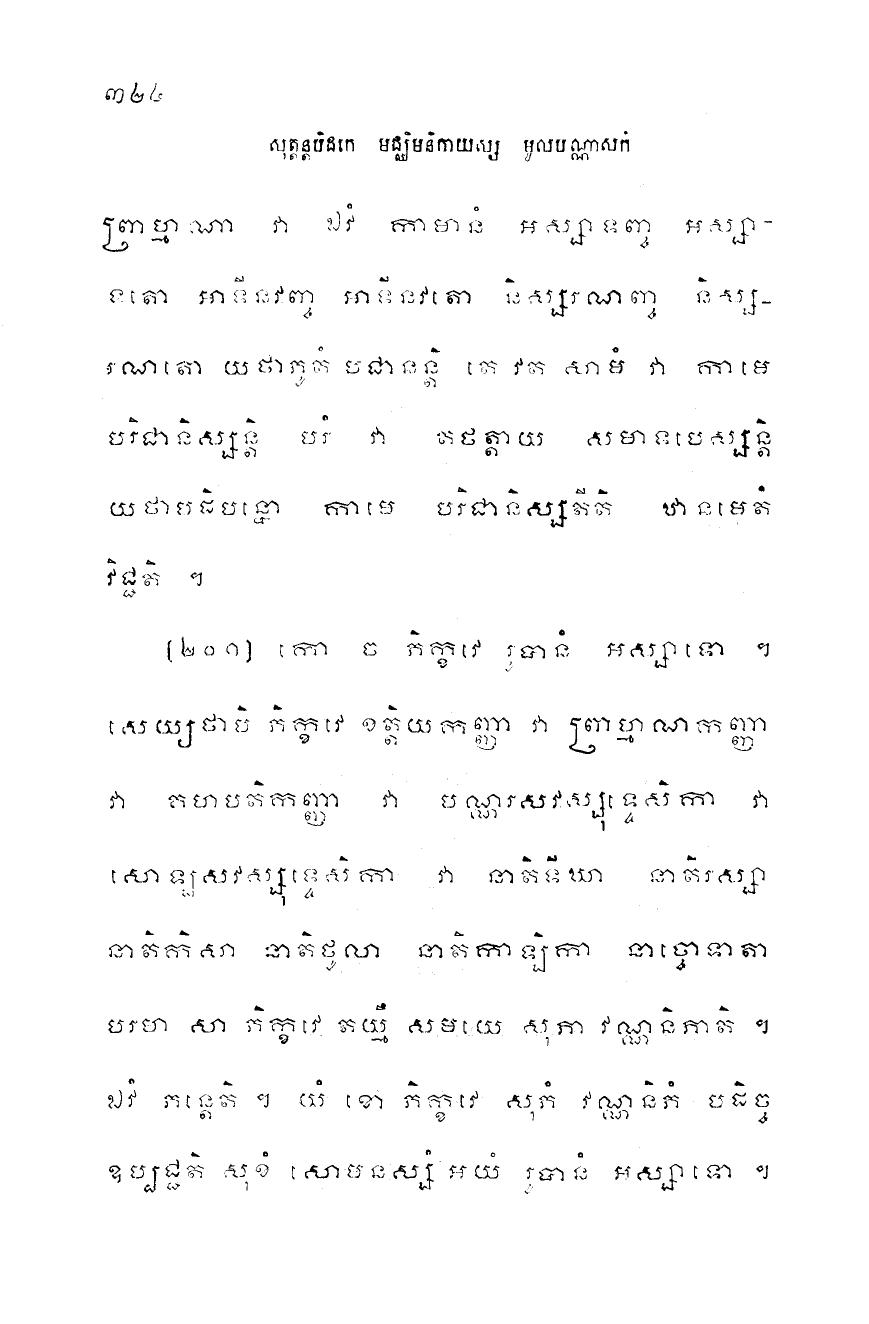 ៣២៤
សុត្តន្តបិដកេ មជ្ឈិមនិកាយស្ស មូលបណ្ណាសកំ
ព្រាហ្មណា វា ឯវំ កាមានំ អស្សាទញ្ច អស្សា-
ទតោ អាទីនវញ្ច អាទីនវតោ និស្សរណញ្ច និស្ស-
រណតោ យថាភូតំ បជានន្តិ តេ វត សាមំ វា កាមេ
បរិជានិស្សន្តិ បរំ វា តថត្តាយ សមាទបេស្សន្តិ
យថាបដិបន្នោ កាមេ បរិជានិស្សតីតិ ឋានមេតំ
វិជ្ជតិ ។
[២០១] កោ ច ភិក្ខវេ រូបានំ អស្សាទោ ។
សេយ្យថាបិ ភិក្ខវេ ខត្តិយកញ្ញា វា ព្រាហ្មណកញ្ញា
វា គហបតិកញ្ញា វា បណ្ណរសវស្សុទ្ទេសិកា វា
សោឡសវស្សុទ្ទេសិកា វា នាតិទីឃា នាតិរស្សា
នាតិកិសា នាតិថូលា នាតិកាឡិកា នាច្ចោទាតា
បរមា សា ភិក្ខវេ តស្មឹ សមយេ សុភា វណ្ណនិភាតិ ។
ឯវំ ភន្តេតិ ។ យំ ខោ ភិក្ខវេ សុភំ វណ្ណនិភំ បដិច្ច
ឧប្បជ្ជតិ សុខំ សោមនស្សំ អយំ រូបានំ អស្សាទោ ។